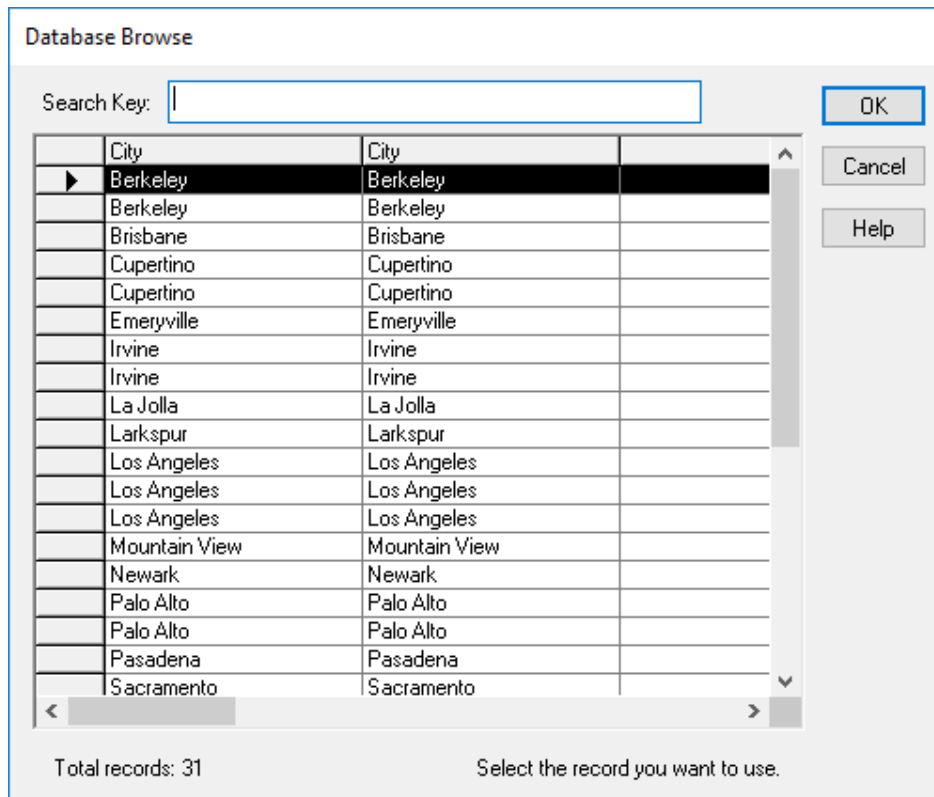 Database Browse
Search Key:
OK
City City
Cancel
Berkeley Berkeley
Berkeley Berkeley
Help
Brisbane Brisbane
Cupertino Cupertino
Cupertino Cupertino
Emeryville Emeryville
Irvine Irvine
Irvine Irvine
La Jolla La Jolla
Larkspur Larkspur
Los Angeles Los Angeles
Los Angeles Los Angeles
Los Angeles Los Angeles
Mountain View Mountain View
Newark Newark
Palo Alto Palo Alto
Palo Alto Palo Alto
Pasadena Pasadena
Sacramento Sacramento
Total records: 31 Select the record you want to use.